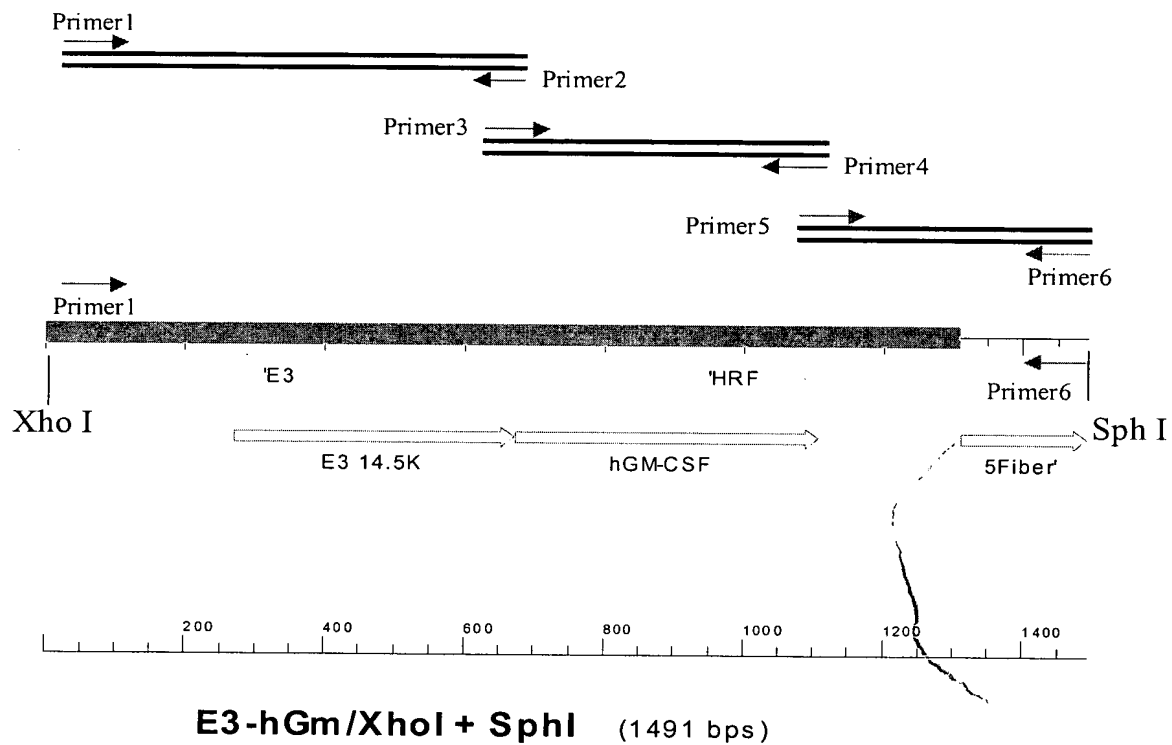 Primer1
Primer2
Primer3
Primer4
Primer5
Primer6
Primer1
'E3
'HRF
Primer6
Xho I
Sph I
E3 14.5K
hGM-CSF
5Fiber'
200 400 600 800 1000 1200 1400
E3-hGm/XhoI + SphI (1491 bps)